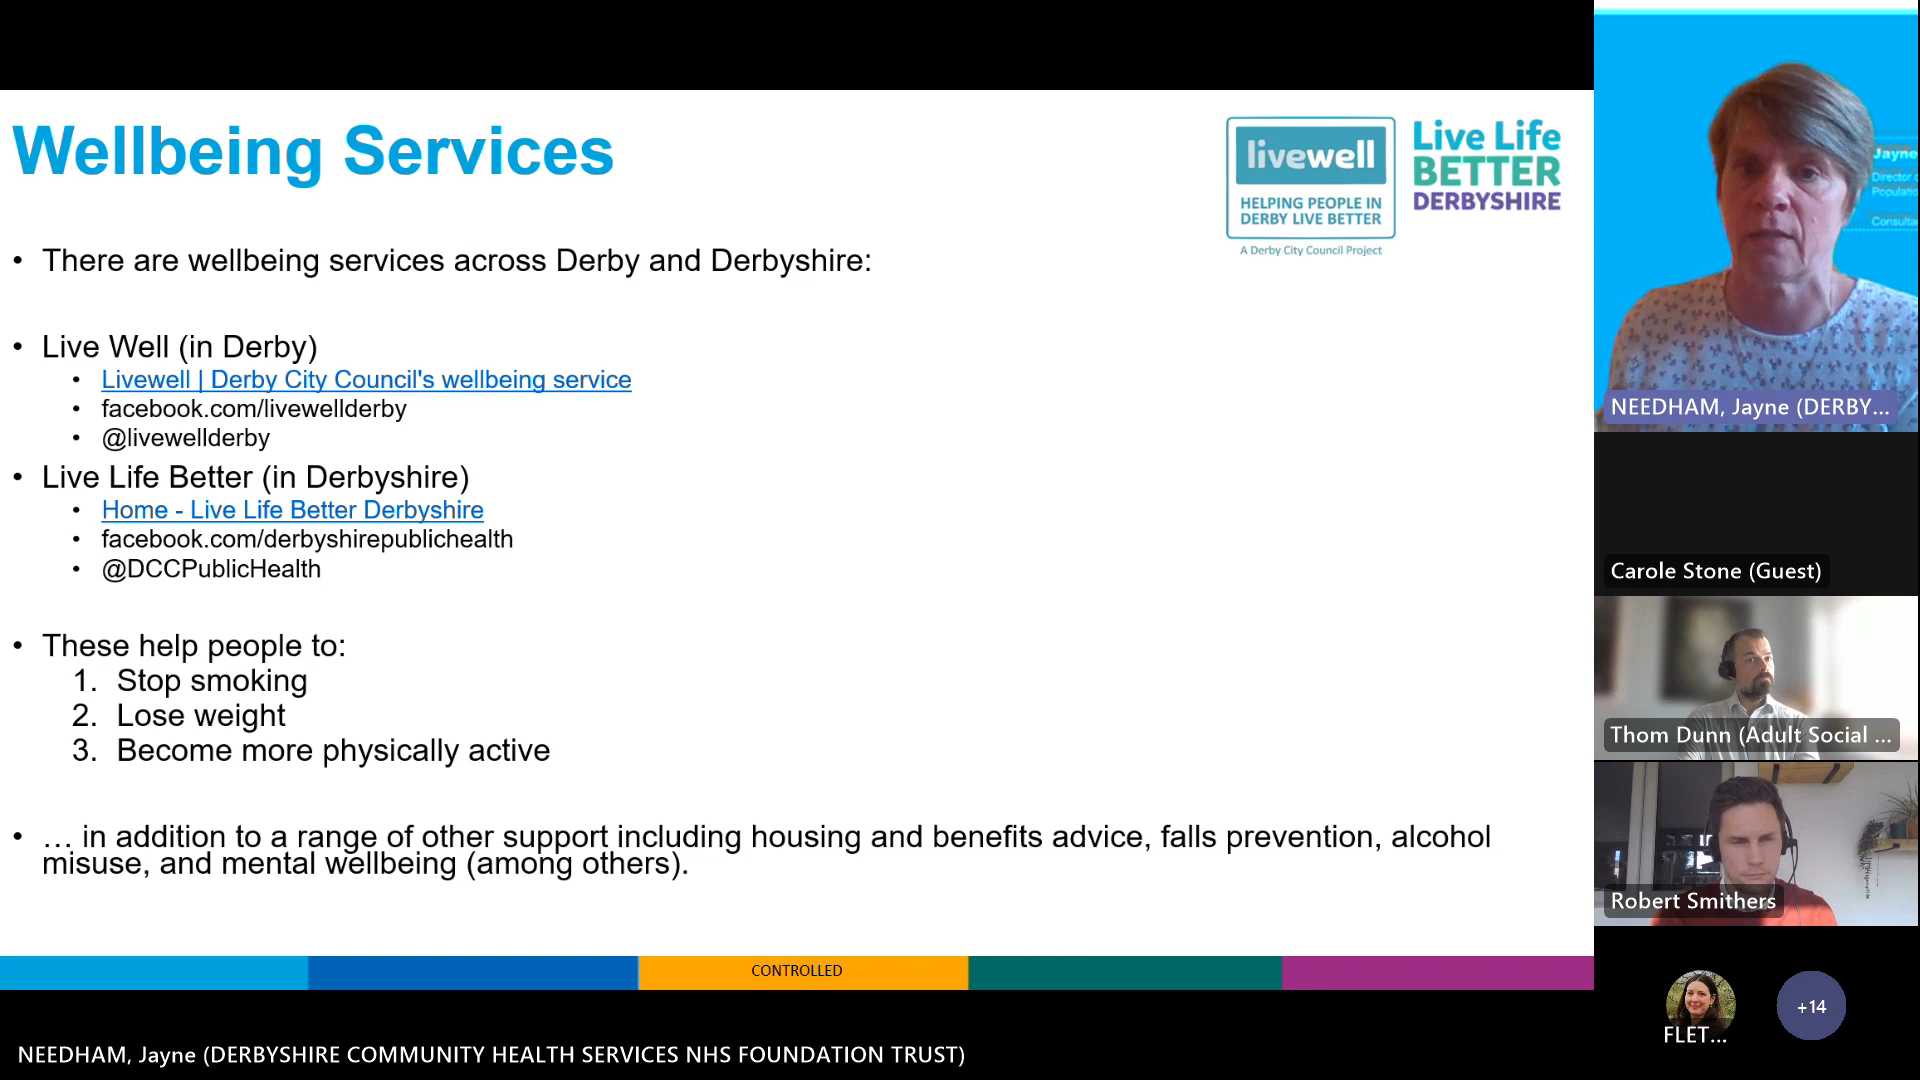 Wellbeing Services
livewell
HELPING PEOPLE IN
DERBY LIVE BETTER
A Derby City Council Project
Live Life
BETTER
DERBYSHIRE
• There are wellbeing services across Derby and Derbyshire:
• Live Well (in Derby)
• Livewell | Derby City Council's wellbeing service
• facebook.com/livewellderby
• @livewellderby
• Live Life Better (in Derbyshire)
• Home - Live Life Better Derbyshire
• facebook.com/derbyshirepublichealth
• @DCCPublicHealth
• These help people to:
1. Stop smoking
2. Lose weight
3. Become more physically active
• … in addition to a range of other support including housing and benefits advice, falls prevention, alcohol
misuse, and mental wellbeing (among others).
CONTROLLED
NEEDHAM, Jayne (DERBYSHIRE COMMUNITY HEALTH SERVICES NHS FOUNDATION TRUST)
Jayne
Director
NEEDHAM, Jayne (DERBY...
Carole Stone (Guest)
Thom Dunn (Adult Social ...
Robert Smithers
FLET...
+14